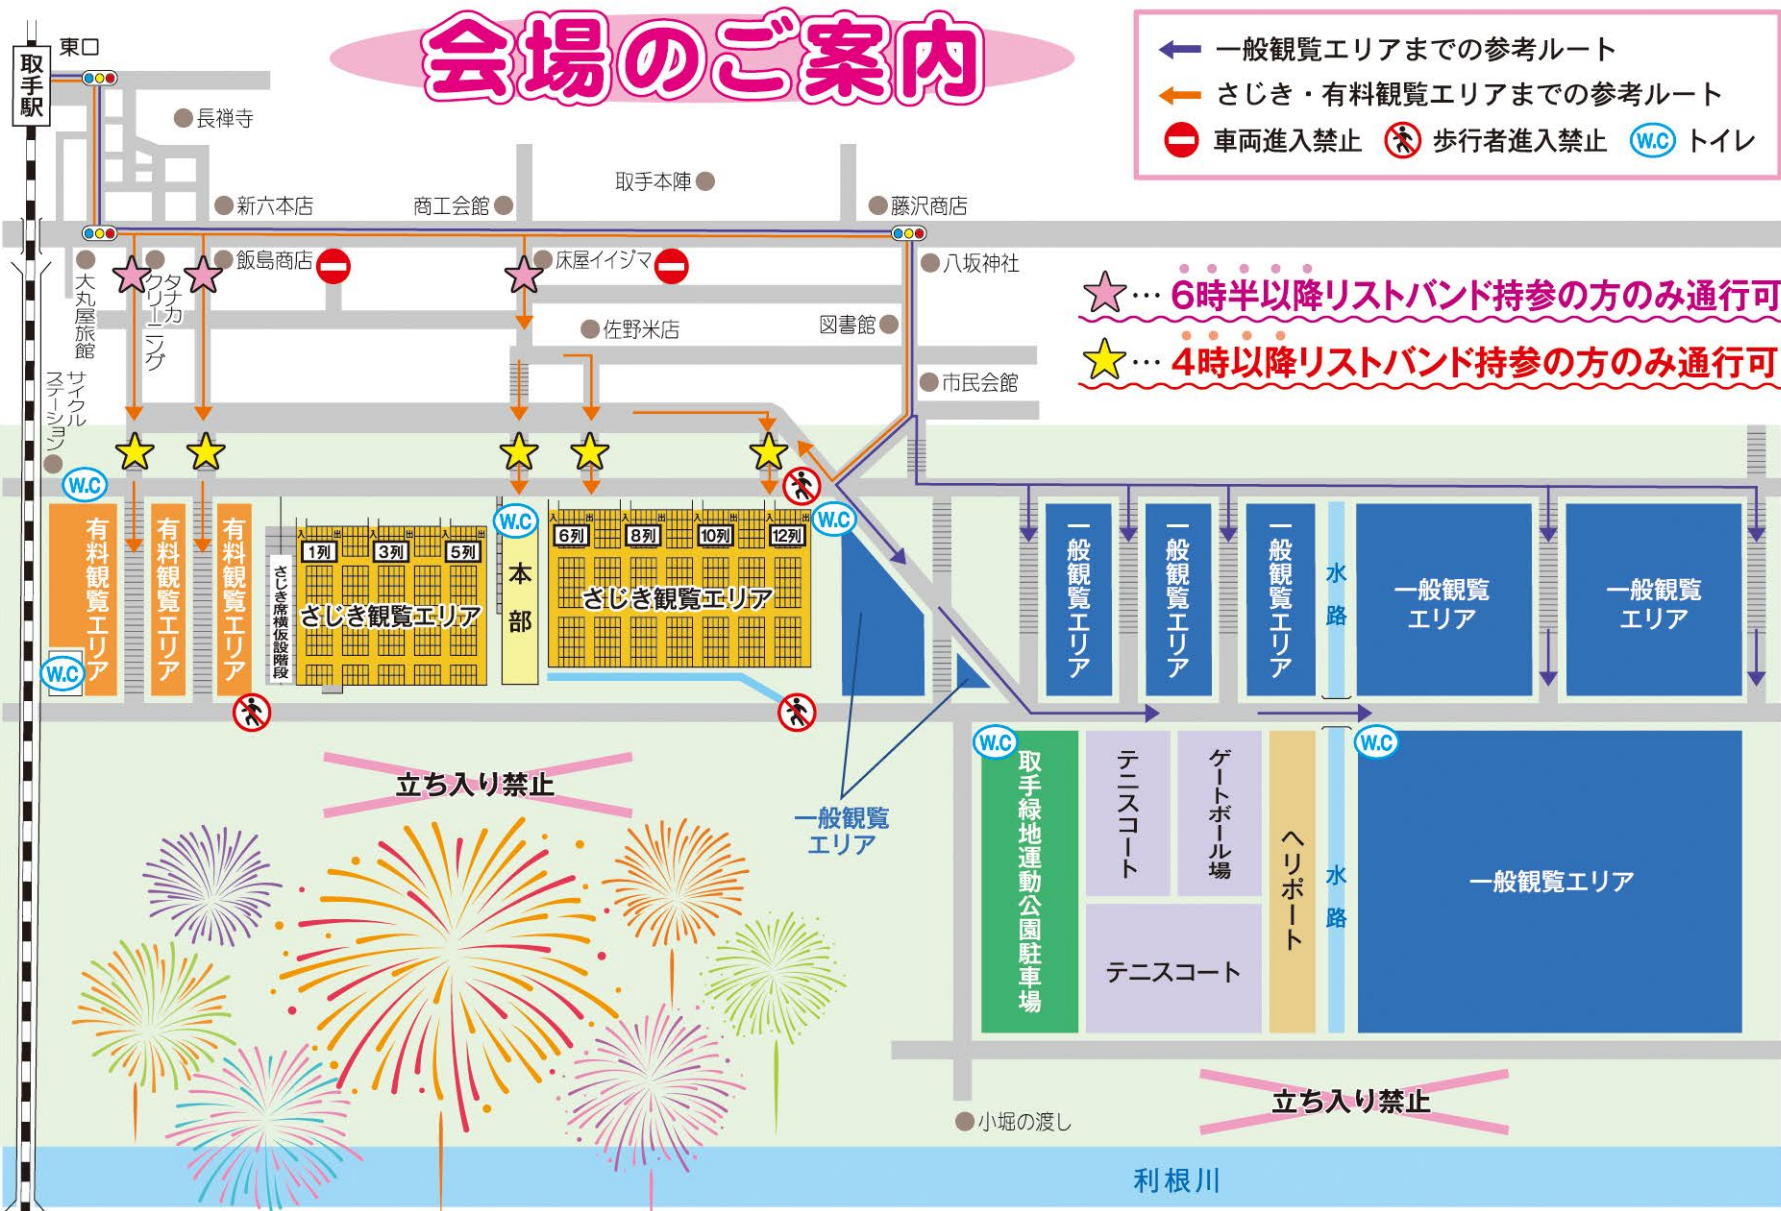 会場のご案内
一般観覧エリアまでの参考ルート
さじき・有料観覧エリアまでの参考ルート
車両進入禁止 歩行者進入禁止 W.C トイレ
東口
取手駅
長禅寺
新六本店
商工会館
取手本陣
藤沢商店
大丸屋旅館
タナカクリーニング
飯島商店
床屋イイジマ
八坂神社
…6時半以降リストバンド持参の方のみ通行可
…4時以降リストバンド持参の方のみ通行可
佐野米店
図書館
市民会館
サイクル
ステーション
W.C
有料観覧エリア
W.C
有料観覧エリア
有料観覧エリア
さじき席横仮設階段
入 出 入 出 入 出
1列 3列 5列
さじき観覧エリア
W.C
本部
入 出 入 出 入 出 入 出
6列 8列 10列 12列
さじき観覧エリア
W.C
一般観覧エリア
一般観覧エリア
一般観覧エリア
水路
一般観覧
エリア
一般観覧
エリア
立ち入り禁止
一般観覧
エリア
W.C
取手緑地運動公園駐車場
テニスコート
ゲートボール場
テニスコート
ヘリポート
水路
W.C
一般観覧エリア
立ち入り禁止
小堀の渡し
利根川